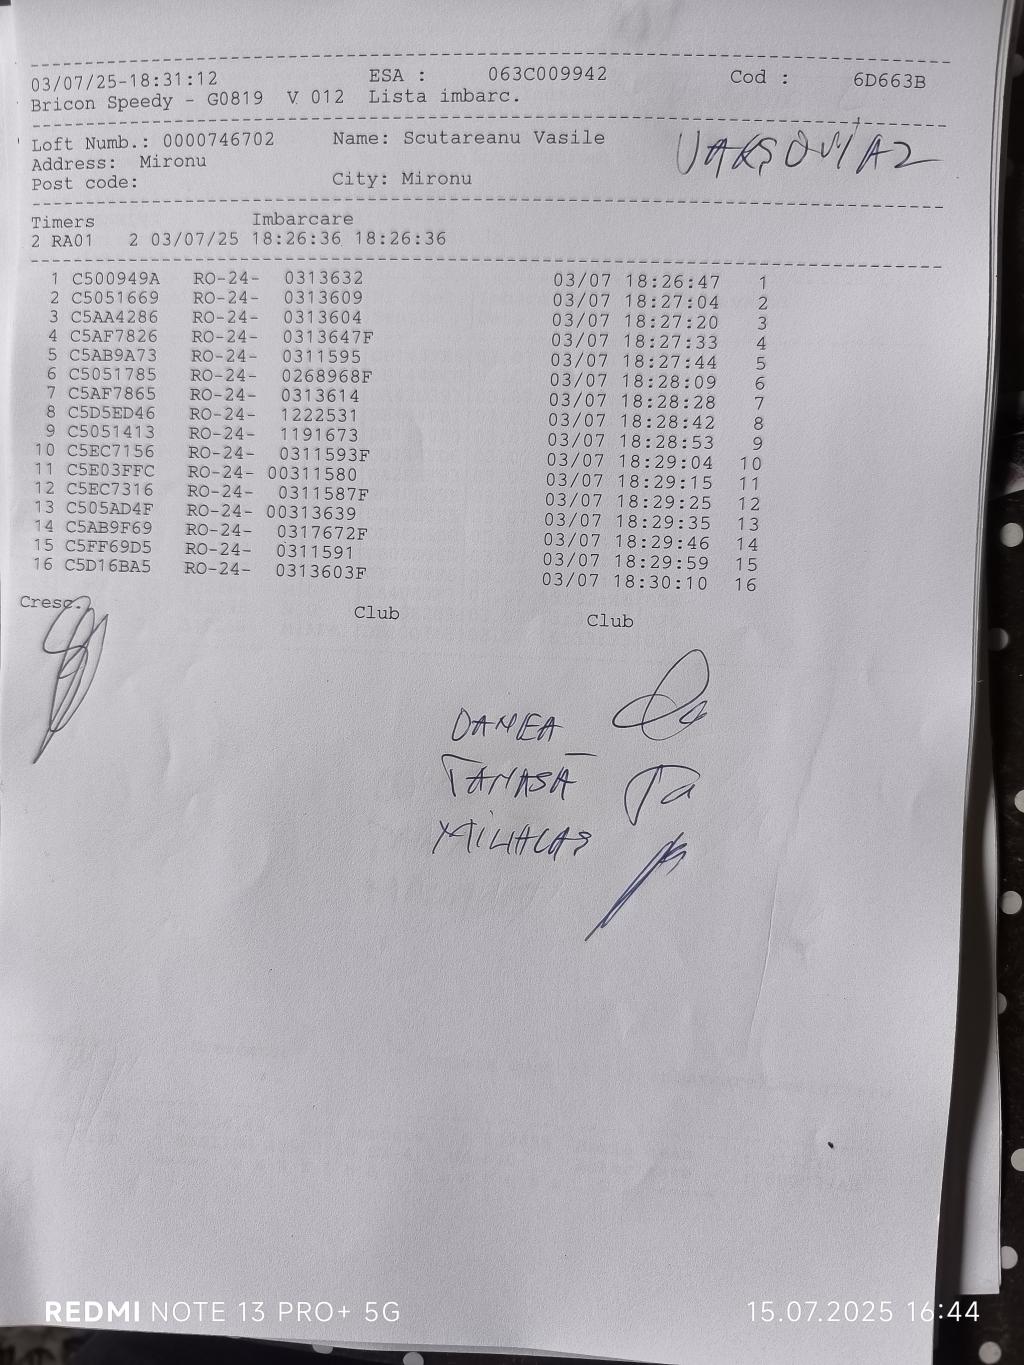 03/07/25-18:31:12 ESA : 063C009942 Cod : 6D663B
Bricon Speedy - G0819 V 012 Lista imbarc.
Loft Numb.: 0000746702 Name: Scutareanu Vasile
Address: Mironu
Post code: City: Mironu
Timers Imbarcare
2 RA01 2 03/07/25 18:26:36 18:26:36
1 C500949A RO-24- 0313632 03/07 18:26:47 1
2 C5051669 RO-24- 0313609 03/07 18:27:04 2
3 C5AA4286 RO-24- 0313604 03/07 18:27:20 3
4 C5AF7826 RO-24- 0313647F 03/07 18:27:33 4
5 C5AB9A73 RO-24- 0311595 03/07 18:27:44 5
6 C5051785 RO-24- 0268968F 03/07 18:28:09 6
7 C5AF7865 RO-24- 0313614 03/07 18:28:28 7
8 C5D5ED46 RO-24- 1222531 03/07 18:28:42 8
9 C5051413 RO-24- 1191673 03/07 18:28:53 9
10 C5EC7156 RO-24- 0311593F 03/07 18:29:04 10
11 C5E03FFC RO-24- 00311580 03/07 18:29:15 11
12 C5EC7316 RO-24- 0311587F 03/07 18:29:25 12
13 C505AD4F RO-24- 00313639 03/07 18:29:35 13
14 C5AB9F69 RO-24- 0317672F 03/07 18:29:46 14
15 C5FF69D5 RO-24- 0311591 03/07 18:29:59 15
16 C5D16BA5 RO-24- 0313603F 03/07 18:30:10 16
Cresc. Club Club
DANEA
TANASĂ
REDMI NOTE 13 PRO+ 5G 15.07.2025 16:44